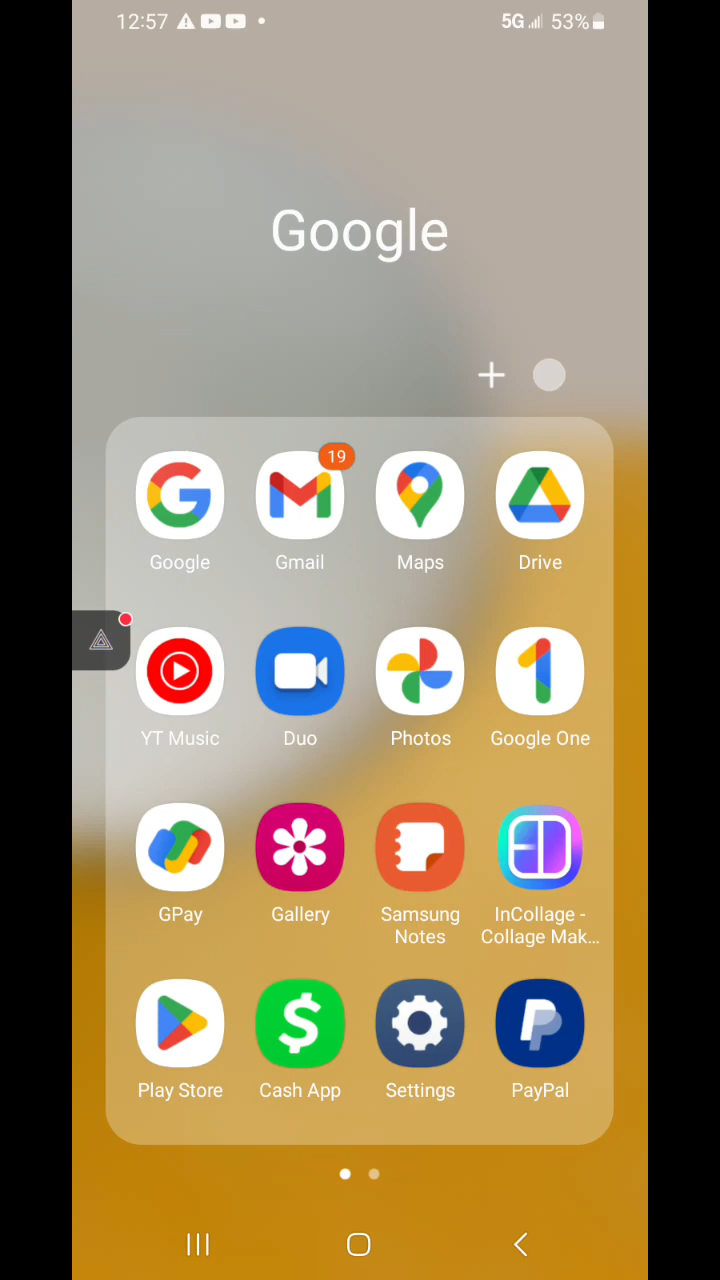 12:57 5G 53%
Google
19
Google Gmail Maps Drive
YT Music Duo Photos Google One
GPay Gallery Samsung Notes InCollage - Collage Mak...
Play Store Cash App Settings PayPal